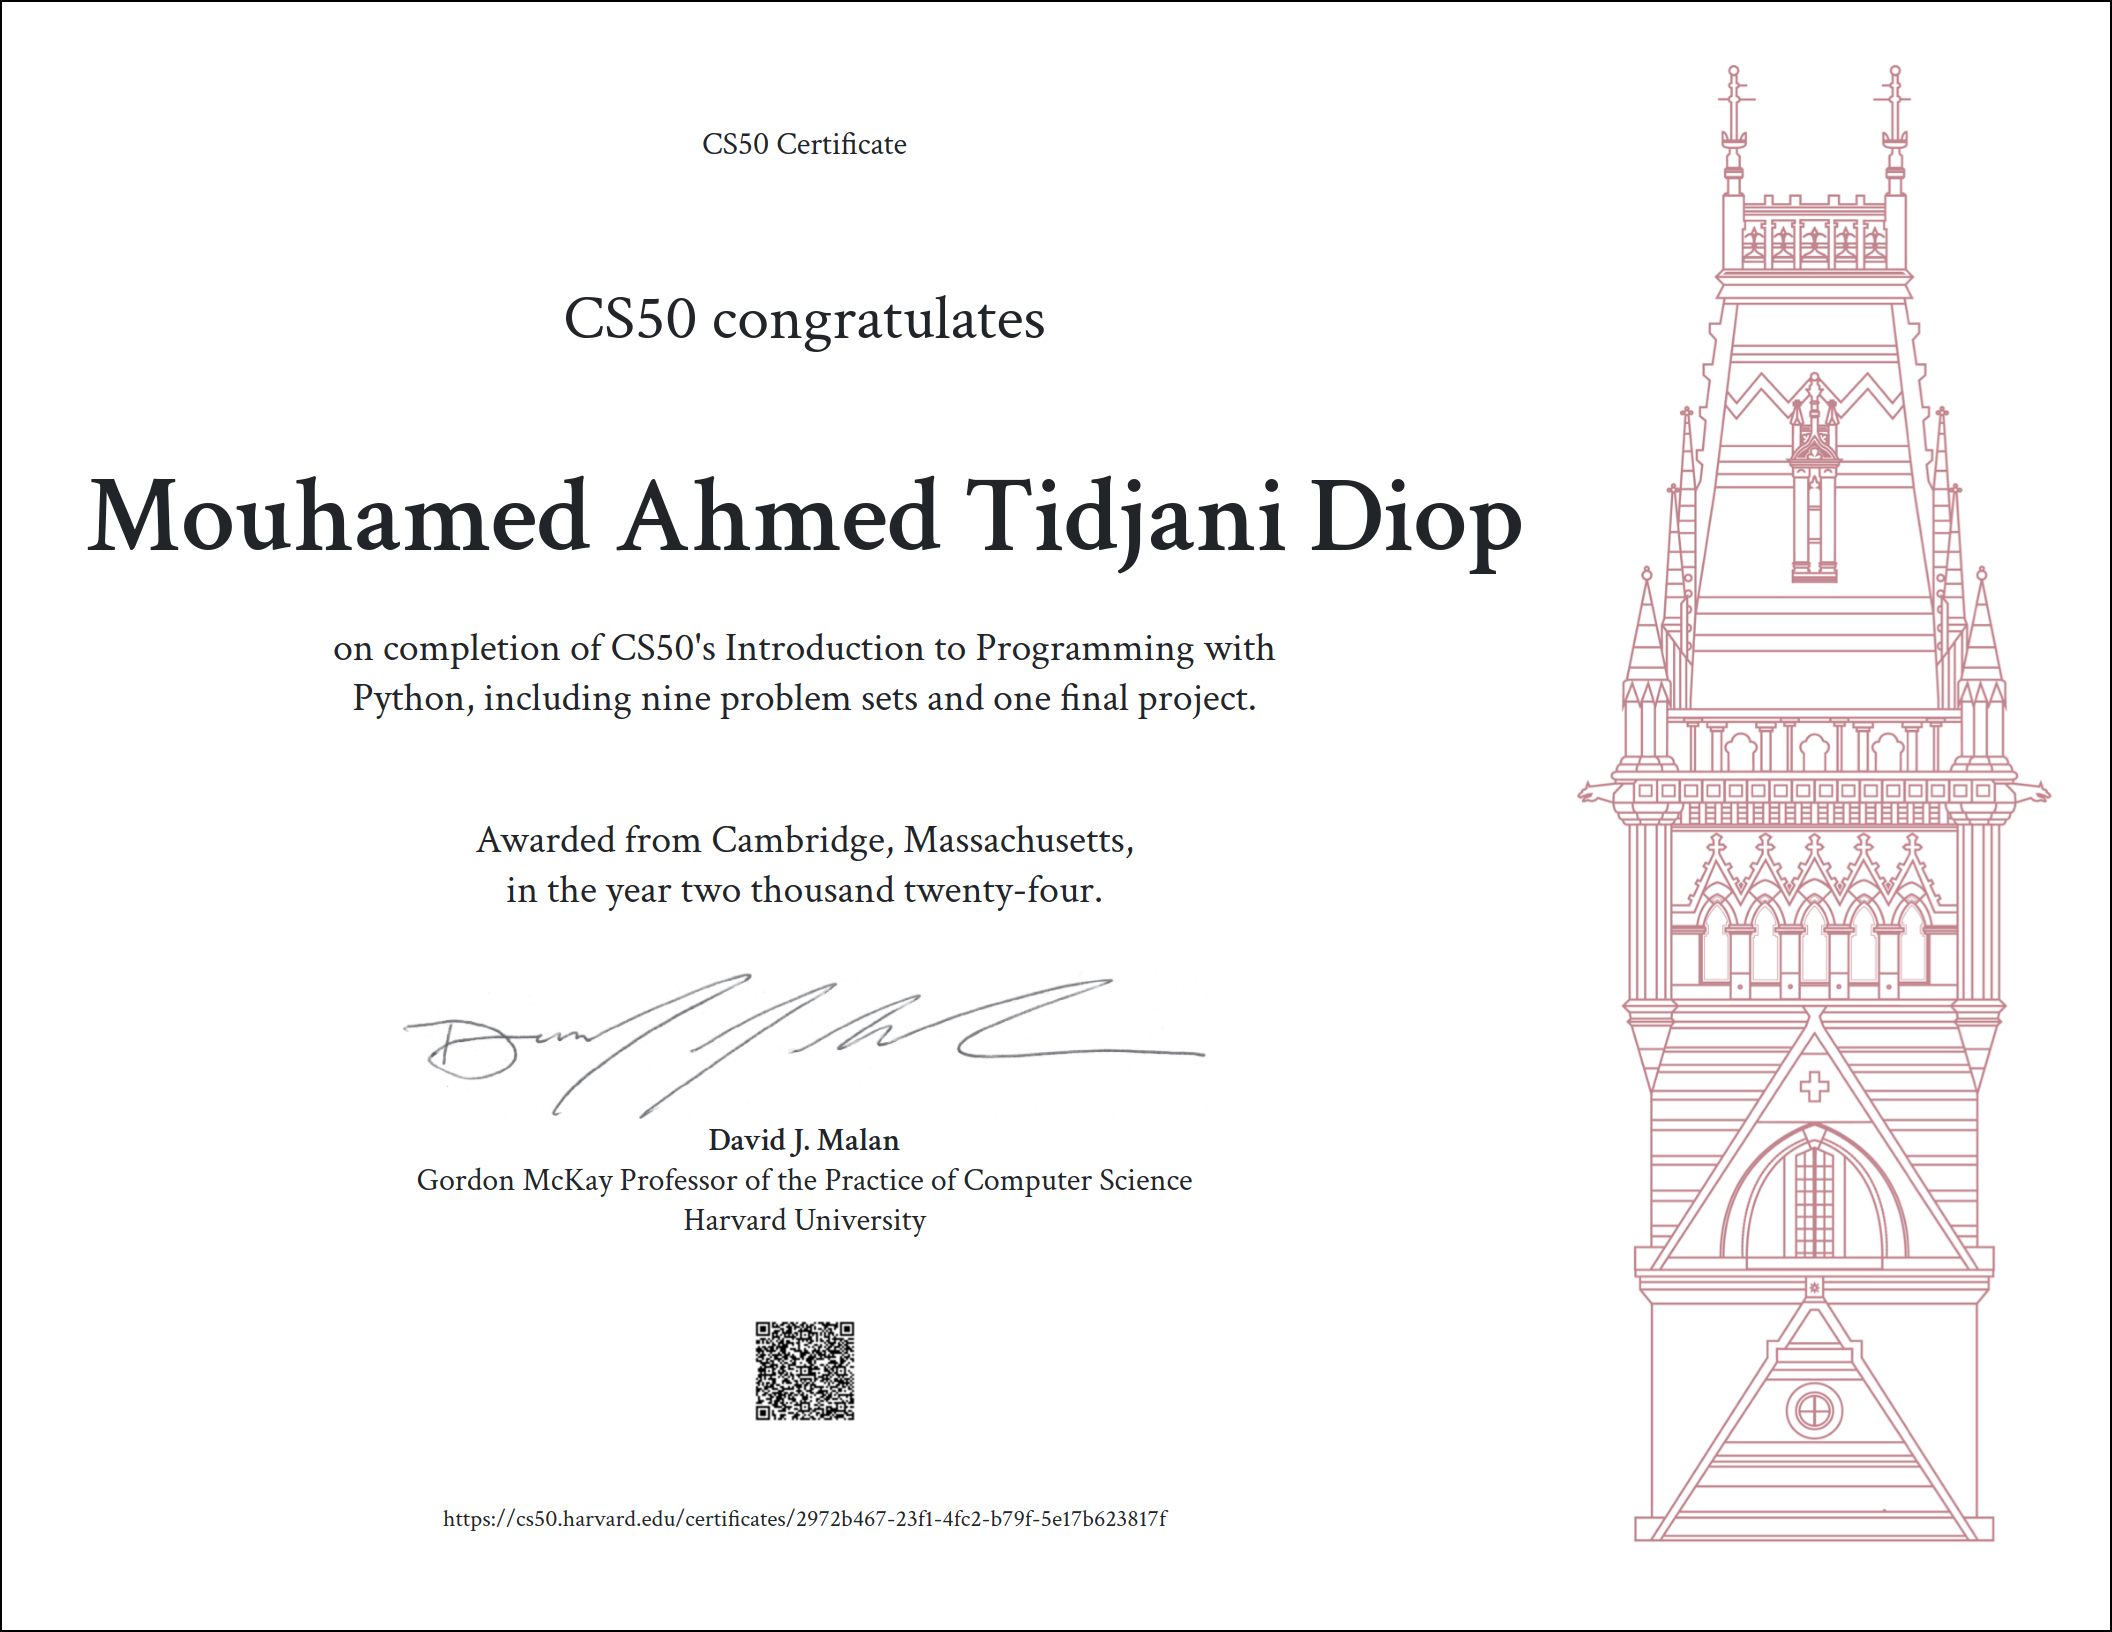 CS50 Certificate
CS50 congratulates
Mouhamed Ahmed Tidjani Diop
on completion of CS50's Introduction to Programming with
Python, including nine problem sets and one final project.
Awarded from Cambridge, Massachusetts,
in the year two thousand twenty-four.
David J. Malan
Gordon McKay Professor of the Practice of Computer Science
Harvard University
https://cs50.harvard.edu/certificates/2972b467-23f1-4fc2-b79f-5e17b623817f